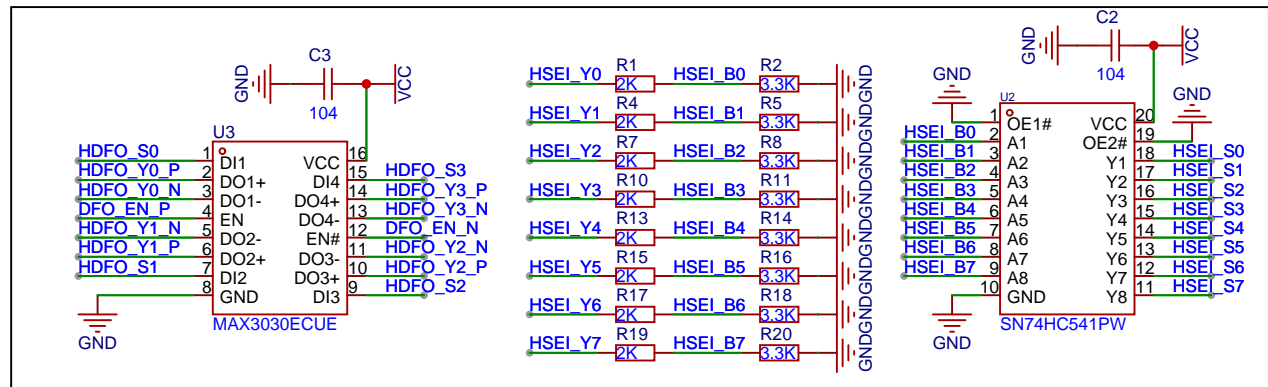 C3
GND
104
VCC
U3
HDFO_S0 1 DI1 VCC 16
HDFO_Y0_P 2 DO1+ DI4 15 HDFO_S3
HDFO_Y0_N 3 DO1- DO4+ 14 HDFO_Y3_P
DFO_EN_P 4 EN DO4- 13 HDFO_Y3_N
HDFO_Y1_N 5 DO2- EN# 12 DFO_EN_N
HDFO_Y1_P 6 DO2+ DO3- 11 HDFO_Y2_N
HDFO_S1 7 DI2 DO3+ 10 HDFO_Y2_P
8 GND DI3 9 HDFO_S2
GND
MAX3030ECUE
R1 R2
HSEI_Y0 2K HSEI_B0 3.3K GND
R4 R5
HSEI_Y1 2K HSEI_B1 3.3K GND
R7 R8
HSEI_Y2 2K HSEI_B2 3.3K GND
R10 R11
HSEI_Y3 2K HSEI_B3 3.3K GND
R13 R14
HSEI_Y4 2K HSEI_B4 3.3K GND
R15 R16
HSEI_Y5 2K HSEI_B5 3.3K GND
R17 R18
HSEI_Y6 2K HSEI_B6 3.3K GND
R19 R20
HSEI_Y7 2K HSEI_B7 3.3K GND
C2
GND
104
VCC
GND
GND
U2
1 OE1# VCC 20
HSEI_B0 2 A1 OE2# 19
HSEI_B1 3 A2 Y1 18 HSEI_S0
HSEI_B2 4 A3 Y2 17 HSEI_S1
HSEI_B3 5 A4 Y3 16 HSEI_S2
HSEI_B4 6 A5 Y4 15 HSEI_S3
HSEI_B5 7 A6 Y5 14 HSEI_S4
HSEI_B6 8 A7 Y6 13 HSEI_S5
HSEI_B7 9 A8 Y7 12 HSEI_S6
10 GND Y8 11 HSEI_S7
GND
SN74HC541PW